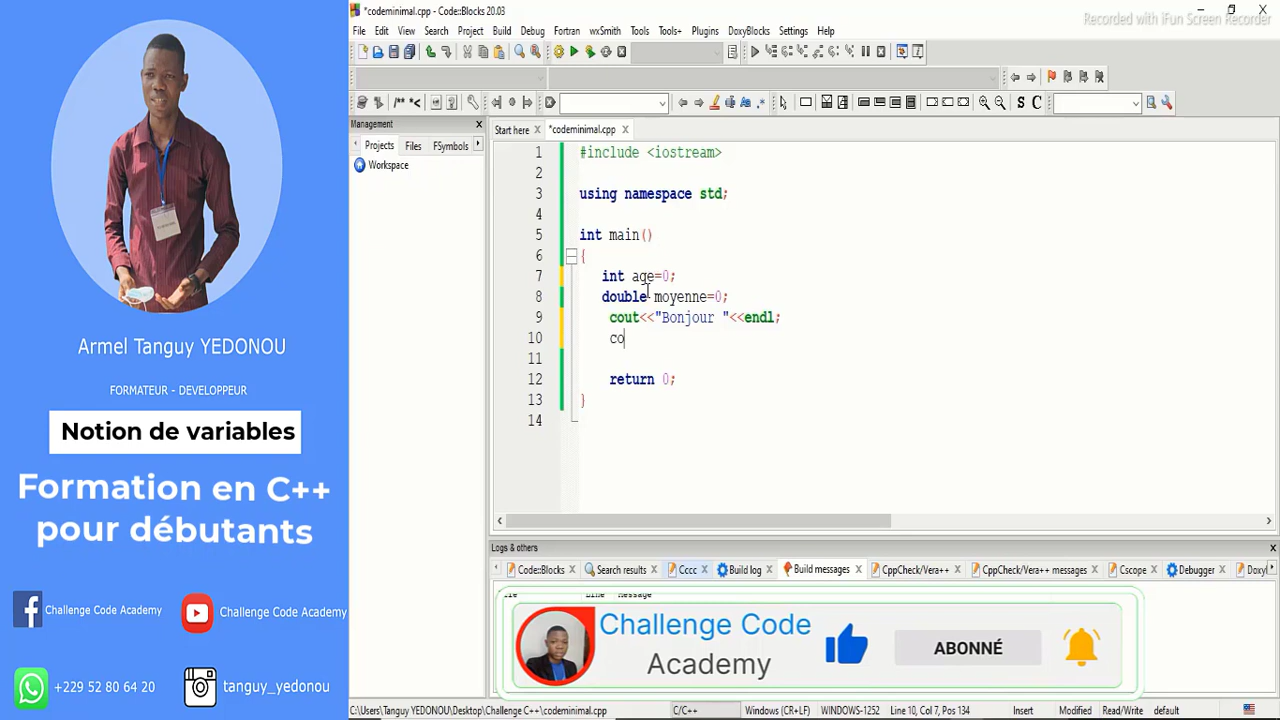 *codeminimal.cpp - Code::Blocks 20.03
Recorded with iFun Screen Recorder
File Edit View Search Project Build Debug Fortran wxSmith Tools Tools+ Plugins DoxyBlocks Settings Help
/** *<
S C
Management
Projects Files FSymbols
Workspace
Start here *codeminimal.cpp
1 #include <iostream>
2
3 using namespace std;
4
5 int main()
6 {
7 int age=0;
8 double moyenne=0;
9 cout<<"Bonjour "<<endl;
10 co
11
12 return 0;
13 }
14
Armel Tanguy YEDONOU
FORMATEUR - DEVELOPPEUR
Notion de variables
Formation en C++
pour débutants
Challenge Code Academy
Challenge Code Academy
+229 52 80 64 20
tanguy_yedonou
Logs & others
Code::Blocks Search results Cccc Build log Build messages CppCheck/Vera++ CppCheck/Vera++ messages Cscope Debugger
Line Message
Challenge Code
Academy
ABONNÉ
C:\Users\Tanguy YEDONOU\Desktop\Challenge C++\codeminimal.cpp C/C++ Windows (CR+LF) WINDOWS-1252 Line 10, Col 7, Pos 134 Insert Modified Read/Write default